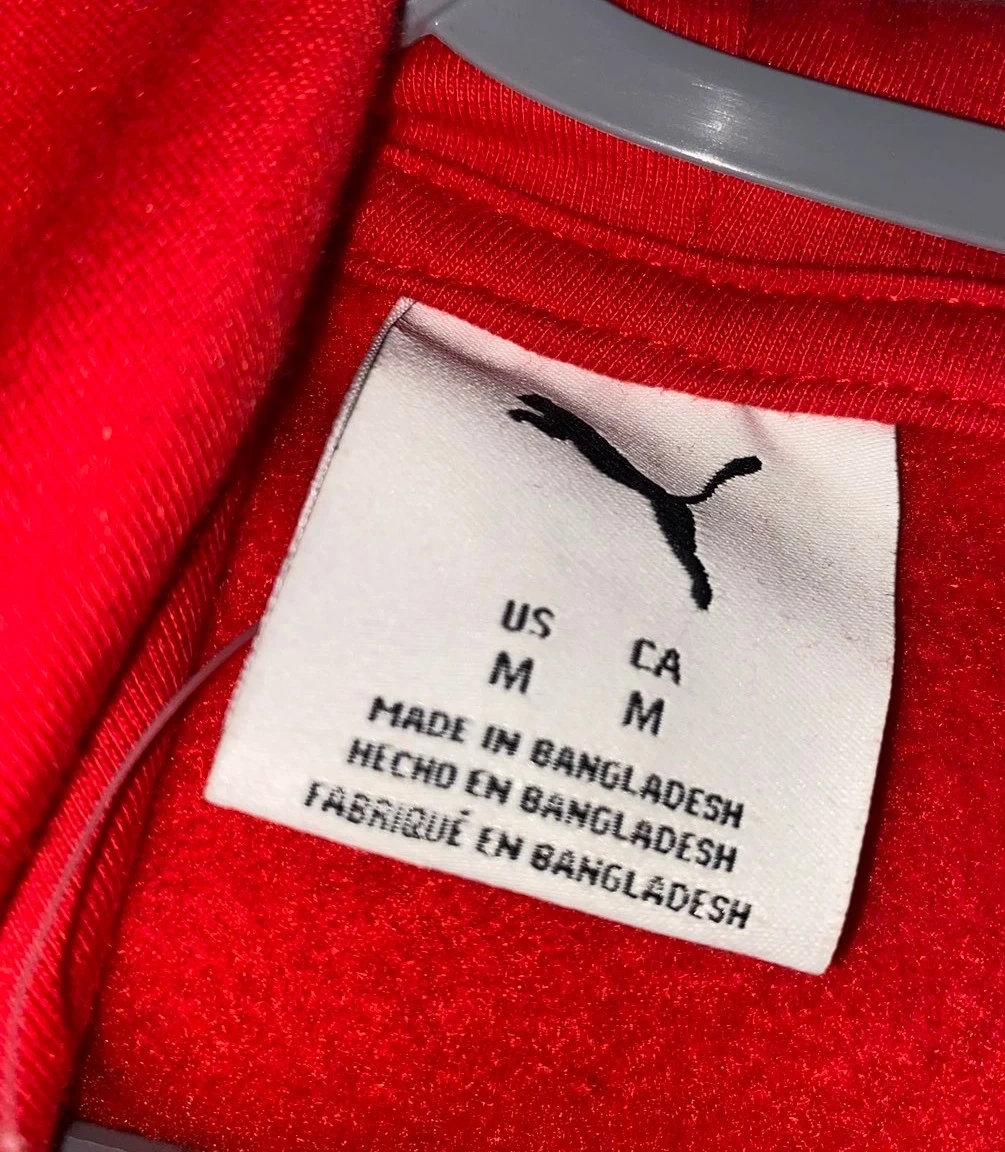 US CA
M M
MADE IN BANGLADESH
HECHO EN BANGLADESH
FABRIQUÉ EN BANGLADESH